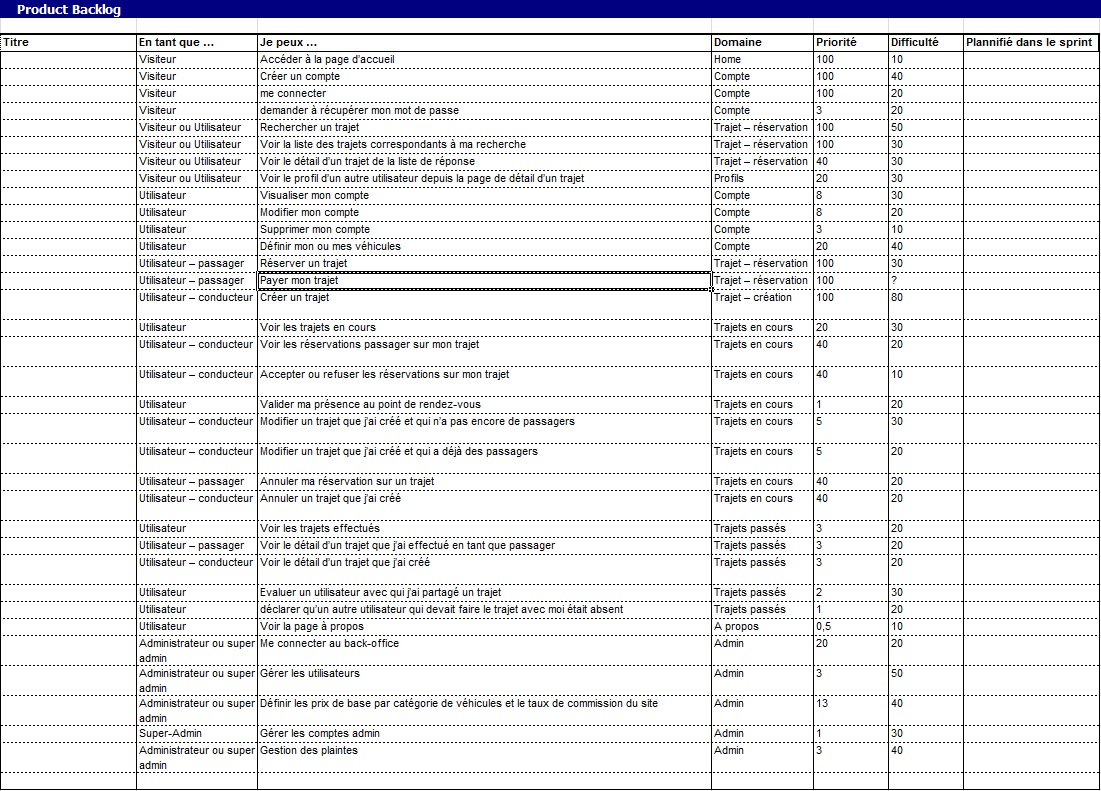 Product Backlog
Titre En tant que ... Je peux ... Domaine Priorité Difficulté Plannifié dans le sprint
Visiteur Accéder à la page d'accueil Home 100 10
Visiteur Créer un compte Compte 100 40
Visiteur me connecter Compte 100 20
Visiteur demander à récupérer mon mot de passe Compte 3 20
Visiteur ou Utilisateur Rechercher un trajet Trajet – réservation 100 50
Visiteur ou Utilisateur Voir la liste des trajets correspondants à ma recherche Trajet – réservation 100 30
Visiteur ou Utilisateur Voir le détail d'un trajet de la liste de réponse Trajet – réservation 40 30
Visiteur ou Utilisateur Voir le profil d'un autre utilisateur depuis la page de détail d'un trajet Profils 20 30
Utilisateur Visualiser mon compte Compte 8 30
Utilisateur Modifier mon compte Compte 8 20
Utilisateur Supprimer mon compte Compte 3 10
Utilisateur Définir mon ou mes véhicules Compte 20 40
Utilisateur – passager Réserver un trajet Trajet – réservation 100 30
Utilisateur – passager Payer mon trajet Trajet – réservation 100 ?
Utilisateur – conducteur Créer un trajet Trajet – création 100 80
Utilisateur Voir les trajets en cours Trajets en cours 20 30
Utilisateur – conducteur Voir les réservations passager sur mon trajet Trajets en cours 40 20
Utilisateur – conducteur Accepter ou refuser les réservations sur mon trajet Trajets en cours 40 10
Utilisateur Valider ma présence au point de rendez-vous Trajets en cours 1 20
Utilisateur – conducteur Modifier un trajet que j'ai créé et qui n'a pas encore de passagers Trajets en cours 5 30
Utilisateur – conducteur Modifier un trajet que j'ai créé et qui a déjà des passagers Trajets en cours 5 20
Utilisateur – passager Annuler ma réservation sur un trajet Trajets en cours 40 20
Utilisateur – conducteur Annuler un trajet que j'ai créé Trajets en cours 40 20
Utilisateur Voir les trajets effectués Trajets passés 3 20
Utilisateur – passager Voir le détail d'un trajet que j'ai effectué en tant que passager Trajets passés 3 20
Utilisateur – conducteur Voir le détail d'un trajet que j'ai créé Trajets passés 3 20
Utilisateur Evaluer un utilisateur avec qui j'ai partagé un trajet Trajets passés 2 30
Utilisateur déclarer qu'un autre utilisateur qui devait faire le trajet avec moi était absent Trajets passés 1 20
Utilisateur Voir la page à propos A propos 0,5 10
Administrateur ou super Me connecter au back-office Admin 20 20
admin
Administrateur ou super Gérer les utilisateurs Admin 3 50
admin
Administrateur ou super Définir les prix de base par catégorie de véhicules et le taux de commission du site Admin 13 40
admin
Super-Admin Gérer les comptes admin Admin 1 30
Administrateur ou super Gestion des plaintes Admin 3 40
admin